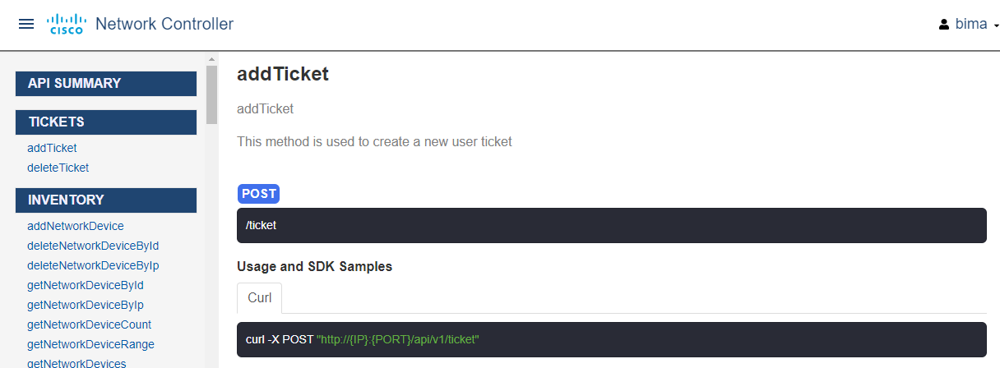 cisco Network Controller
bima
API SUMMARY
TICKETS
addTicket
deleteTicket
INVENTORY
addNetworkDevice
deleteNetworkDeviceById
deleteNetworkDeviceByIp
getNetworkDeviceById
getNetworkDeviceByIp
getNetworkDeviceCount
getNetworkDeviceRange
getNetworkDevices
addTicket
addTicket
This method is used to create a new user ticket
POST
/ticket
Usage and SDK Samples
Curl
curl -X POST "http://{IP}:{PORT}/api/v1/ticket"